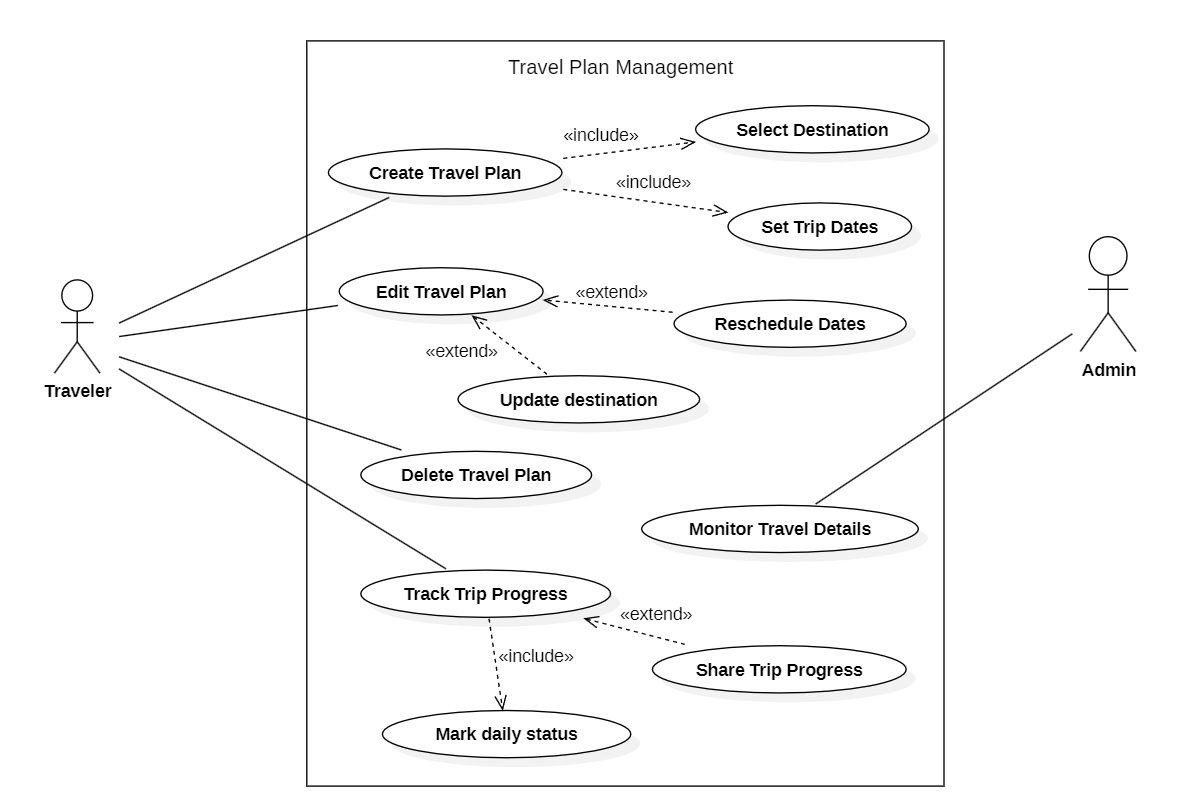 Travel Plan Management
«include»
Select Destination
Create Travel Plan
«include»
Set Trip Dates
Edit Travel Plan
«extend»
Reschedule Dates
«extend»
Update destination
Traveler
Admin
Delete Travel Plan
Monitor Travel Details
Track Trip Progress
«extend»
«include»
Share Trip Progress
Mark daily status